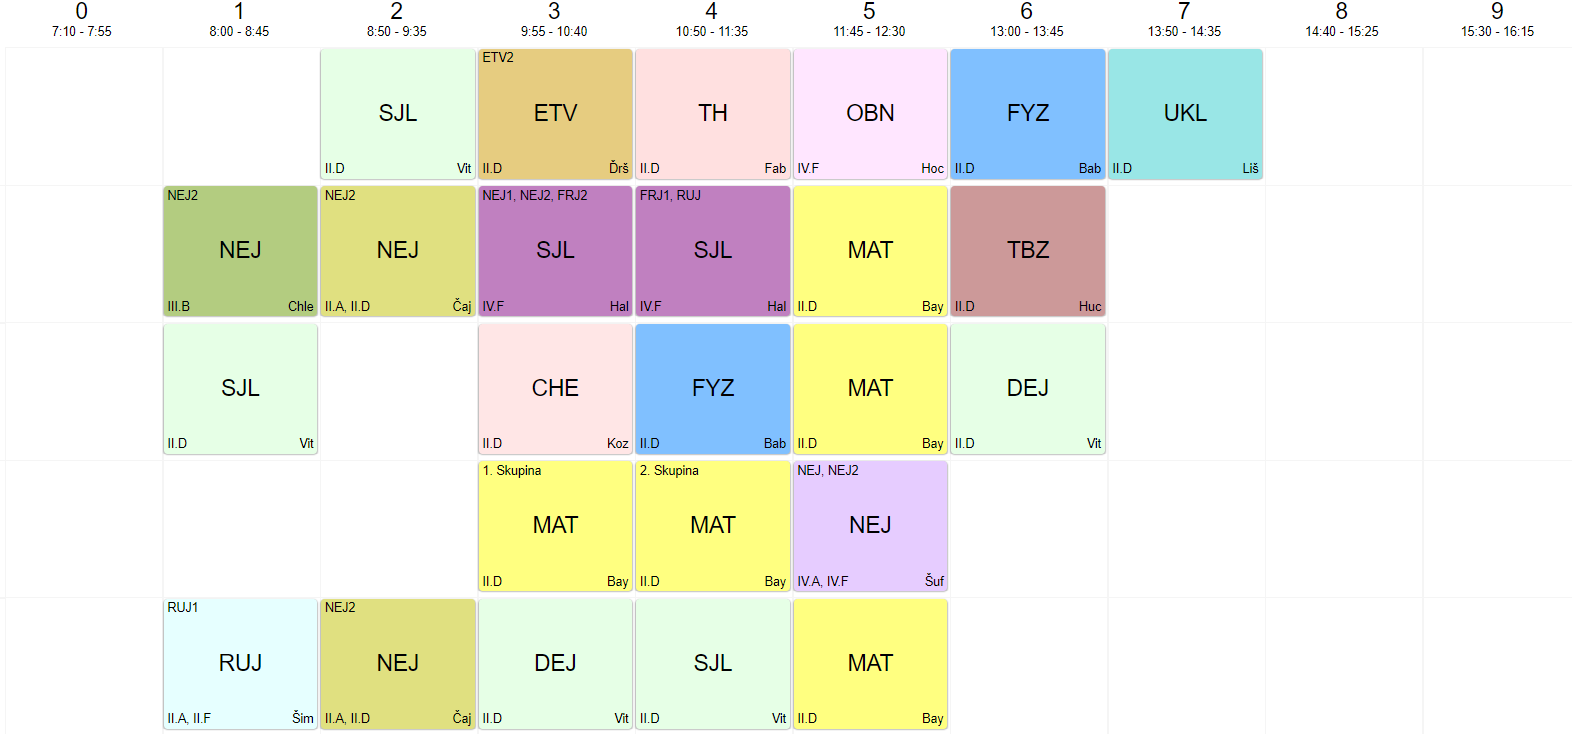 0 1 2 3 4 5 6 7 8 9
7:10 - 7:55 8:00 - 8:45 8:50 - 9:35 9:55 - 10:40 10:50 - 11:35 11:45 - 12:30 13:00 - 13:45 13:50 - 14:35 14:40 - 15:25 15:30 - 16:15
ETV2
SJL ETV TH OBN FYZ UKL
II.D Vit II.D Ďrš II.D Fab IV.F Hoc II.D Bab II.D Liš
NEJ2 NEJ2 NEJ1, NEJ2, FRJ2 FRJ1, RUJ
NEJ NEJ SJL SJL MAT TBZ
III.B Chle II.A, II.D Čaj IV.F Hal IV.F Hal II.D Bay II.D Huc
SJL CHE FYZ MAT DEJ
II.D Vit II.D Koz II.D Bab II.D Bay II.D Vit
1. Skupina 2. Skupina NEJ, NEJ2
MAT MAT NEJ
II.D Bay II.D Bay IV.A, IV.F Šuf
RUJ1 NEJ2
RUJ NEJ DEJ SJL MAT
II.A, II.F Šim II.A, II.D Čaj II.D Vit II.D Vit II.D Bay